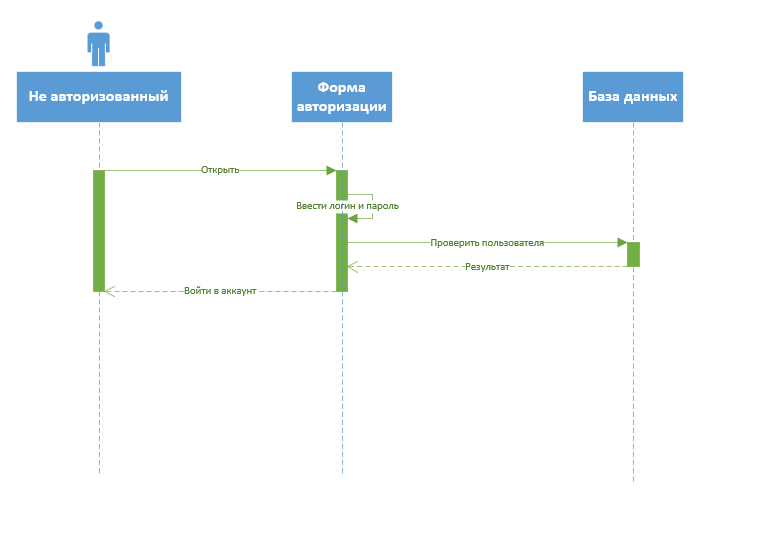 Не авторизованный
Форма
авторизации
База данных
Открыть
Ввести логин и пароль
Проверить пользователя
Результат
Войти в аккаунт